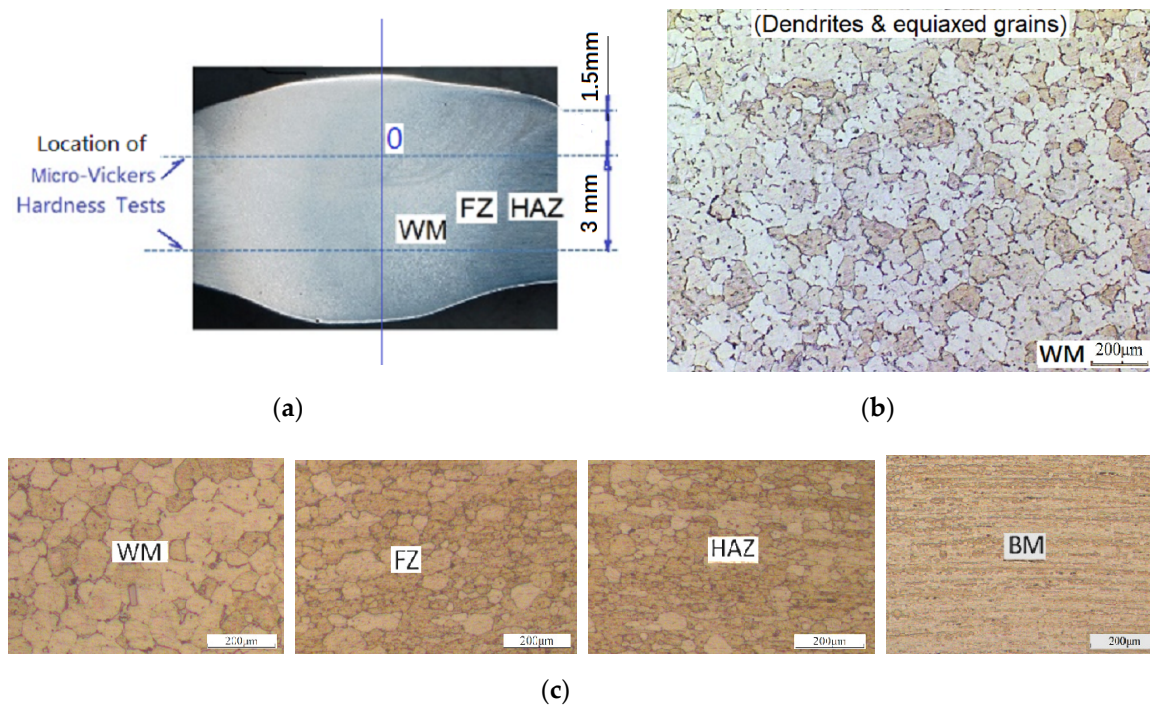 (Dendrites & equiaxed grains)
1.5mm
0
Location of
Micro-Vickers
Hardness Tests
3 mm
FZ
HAZ
WM
WM
200μm
(a)
(b)
WM
200μm
FZ
200μm
HAZ
200μm
BM
200μm
(c)